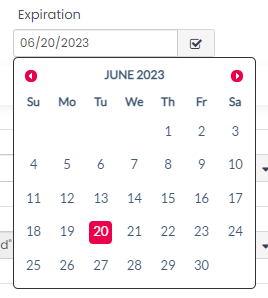 Expiration
06/20/2023
JUNE 2023
Su Mo Tu We Th Fr Sa
1 2 3
4 5 6 7 8 9 10
11 12 13 14 15 16 17
18 19 20 21 22 23 24
25 26 27 28 29 30
d"